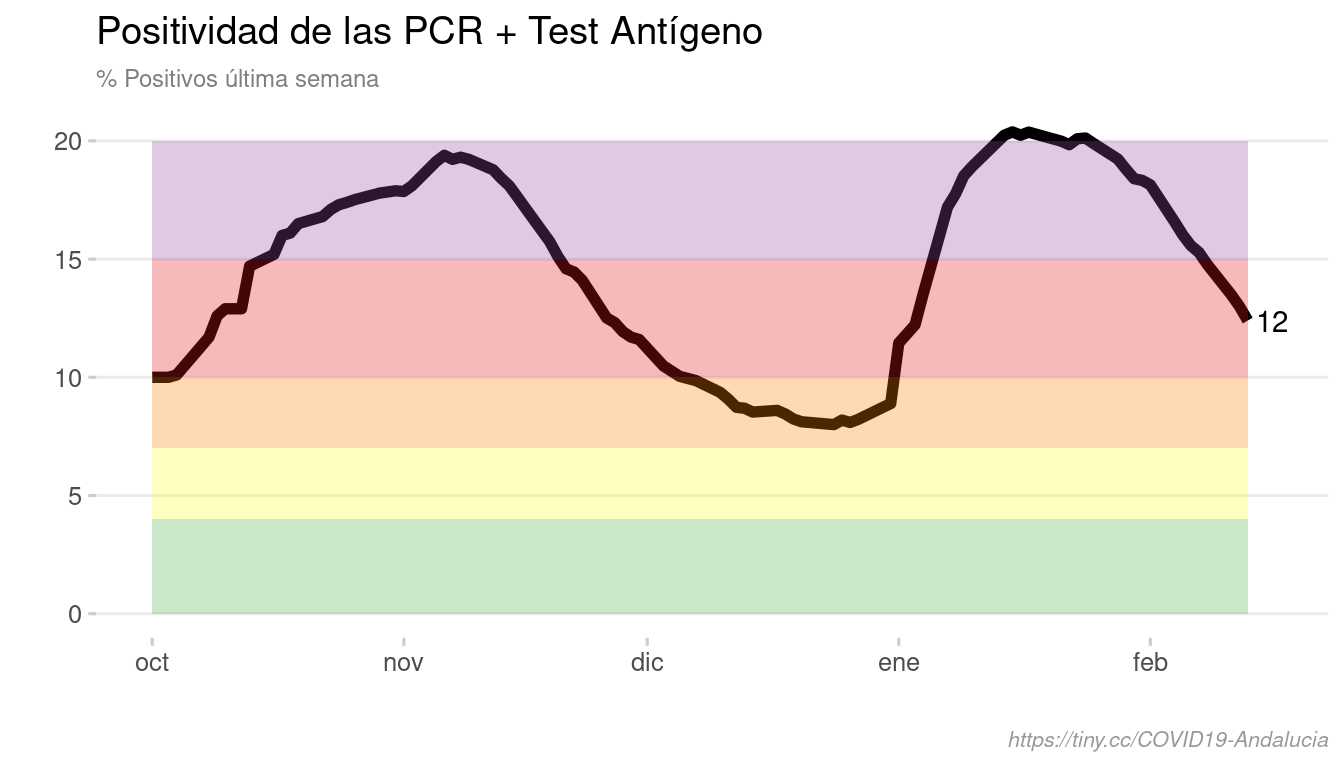 Positividad de las PCR + Test Antígeno
% Positivos última semana
20
15
10
5
0
12
oct nov dic ene feb
https://tiny.cc/COVID19-Andalucia